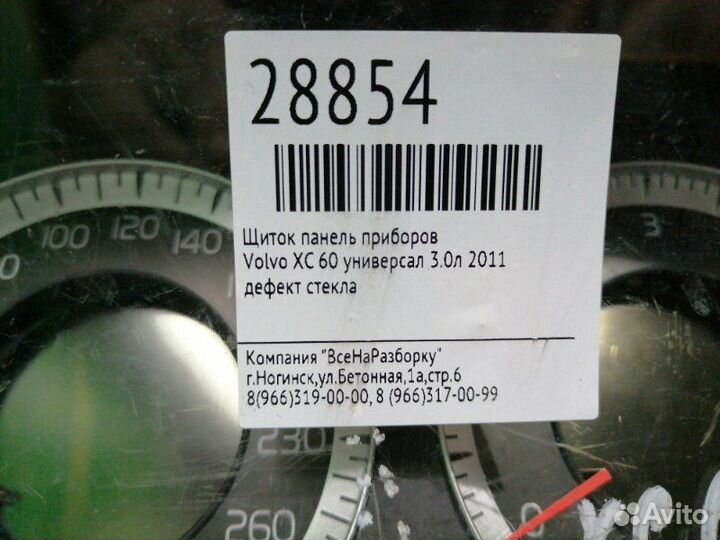 28854
Щиток панель приборов
Volvo XC 60 универсал 3.0л 2011
дефект стекла
Компания "ВсеНаРазборку"
г.Ногинск,ул.Бетонная,1а,стр.6
8(966)319-00-00, 8 (966)317-00-99
100 120 140
3
230
260
0
Avito